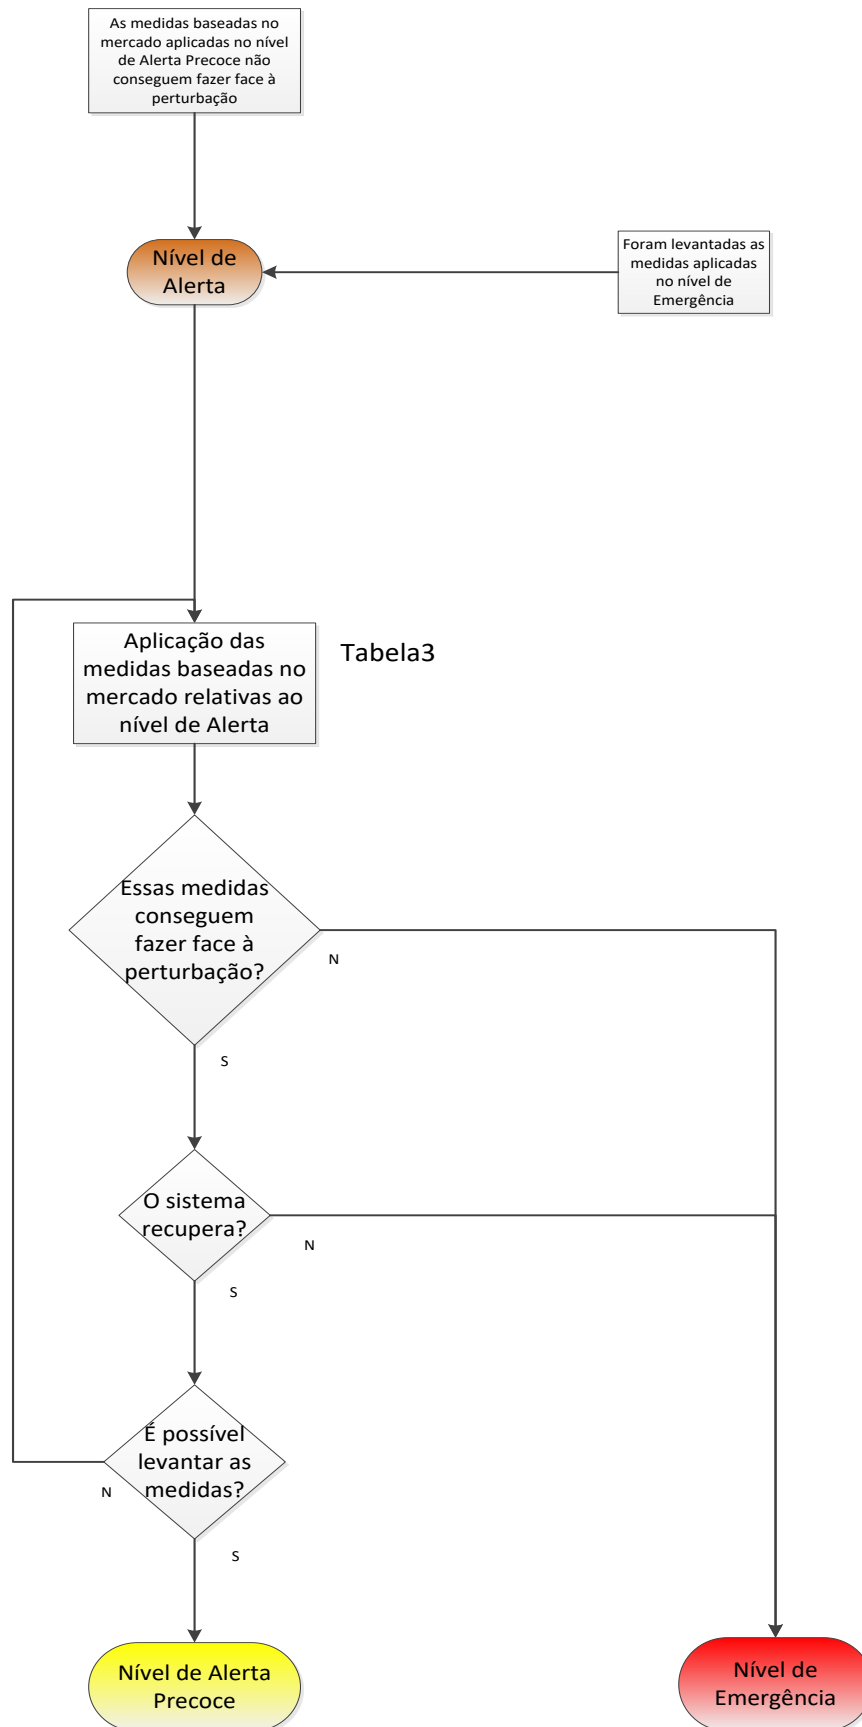 As medidas baseadas no
mercado aplicadas no nível
de Alerta Precoce não
conseguem fazer face à
perturbação
Nível de
Alerta
Foram levantadas as
medidas aplicadas
no nível de
Emergência
Aplicação das
medidas baseadas no
mercado relativas ao
nível de Alerta
Tabela3
Essas medidas
conseguem
fazer face à
perturbação?
N
S
O sistema
recupera?
N
S
É possível
levantar as
medidas?
N
S
Nível de Alerta
Precoce
Nível de
Emergência